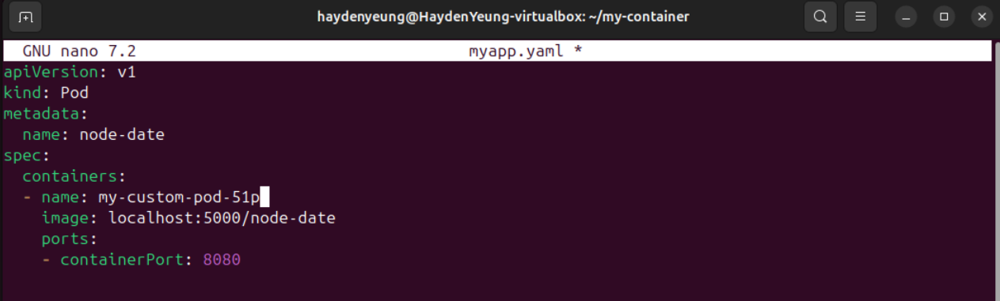 haydenyeung@HaydenYeung-virtualbox: ~/my-container
GNU nano 7.2 myapp.yaml *
apiVersion: v1
kind: Pod
metadata:
  name: node-date
spec:
  containers:
  - name: my-custom-pod-51p
    image: localhost:5000/node-date
    ports:
    - containerPort: 8080